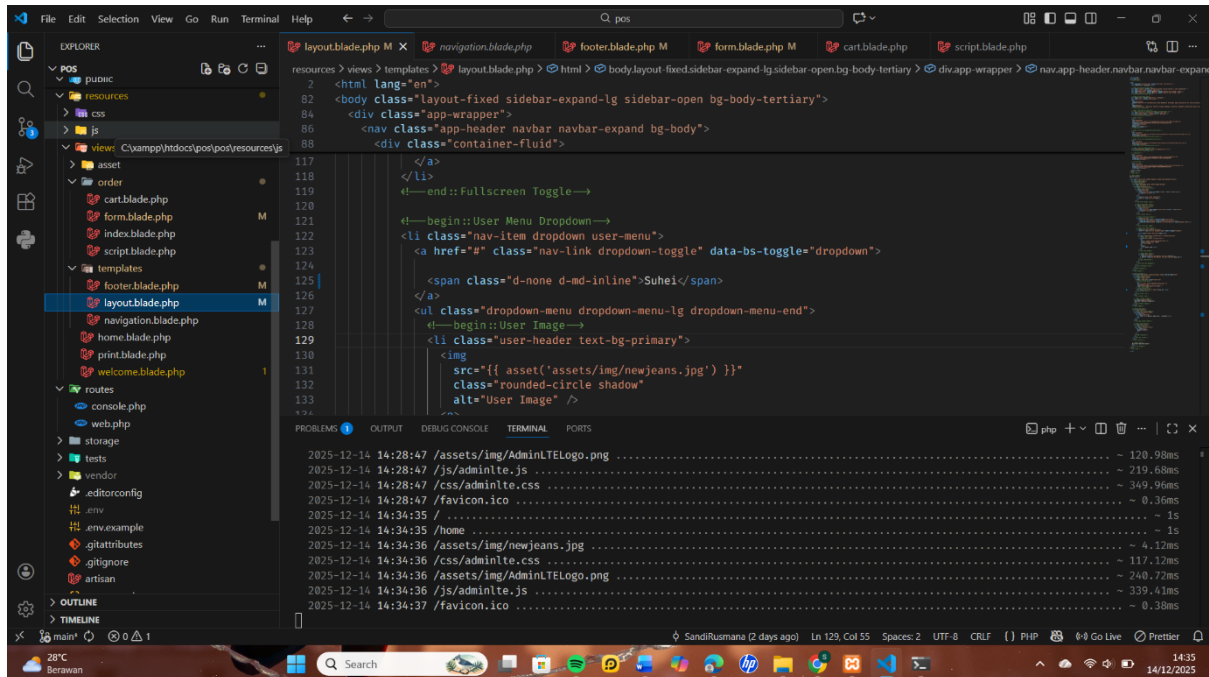 File Edit Selection View Go Run Terminal Help
pos
EXPLORER
POS
public
resources
css
js
views
C:\xampp\htdocs\pos\pos\resources\js
asset
order
cart.blade.php
form.blade.php M
index.blade.php
script.blade.php
templates
footer.blade.php M
layout.blade.php M
navigation.blade.php
home.blade.php
print.blade.php
welcome.blade.php 1
routes
console.php
web.php
storage
tests
vendor
.editorconfig
.env
.env.example
.gitattributes
.gitignore
artisan
OUTLINE
TIMELINE
layout.blade.php M navigation.blade.php footer.blade.php M form.blade.php M cart.blade.php script.blade.php
resources > views > templates > layout.blade.php > html > body.layout-fixed.sidebar-expand-lg.sidebar-open.bg-body-tertiary > div.app-wrapper > nav.app-header.navbar.navbar-expan
2 <html lang="en">
82 <body class="layout-fixed sidebar-expand-lg sidebar-open bg-body-tertiary">
84 <div class="app-wrapper">
86 <nav class="app-header navbar navbar-expand bg-body">
88 <div class="container-fluid">
117 </a>
118 </li>
119 <!--end::Fullscreen Toggle-->
120
121 <!--begin::User Menu Dropdown-->
122 <li class="nav-item dropdown user-menu">
123 <a href="#" class="nav-link dropdown-toggle" data-bs-toggle="dropdown">
124
125 <span class="d-none d-md-inline">Suhei</span>
126 </a>
127 <ul class="dropdown-menu dropdown-menu-lg dropdown-menu-end">
128 <!--begin::User Image-->
129 <li class="user-header text-bg-primary">
130 <img
131 src="{{ asset('assets/img/newjeans.jpg') }}"
132 class="rounded-circle shadow"
133 alt="User Image" />
134 <p>
PROBLEMS 1 OUTPUT DEBUG CONSOLE TERMINAL PORTS
php
2025-12-14 14:28:47 /assets/img/AdminLTELogo.png ~ 120.98ms
2025-12-14 14:28:47 /js/adminlte.js ~ 219.68ms
2025-12-14 14:28:47 /css/adminlte.css ~ 349.96ms
2025-12-14 14:28:47 /favicon.ico ~ 0.36ms
2025-12-14 14:34:35 / ~ 1s
2025-12-14 14:34:35 /home ~ 1s
2025-12-14 14:34:36 /assets/img/newjeans.jpg ~ 4.12ms
2025-12-14 14:34:36 /css/adminlte.css ~ 117.12ms
2025-12-14 14:34:36 /assets/img/AdminLTELogo.png ~ 240.72ms
2025-12-14 14:34:36 /js/adminlte.js ~ 339.41ms
2025-12-14 14:34:37 /favicon.ico ~ 0.38ms
main* 0 1 SandiRusmana (2 days ago) Ln 129, Col 55 Spaces: 2 UTF-8 CRLF {} PHP Go Live Prettier
28°C
Berawan
Search
14:35
14/12/2025